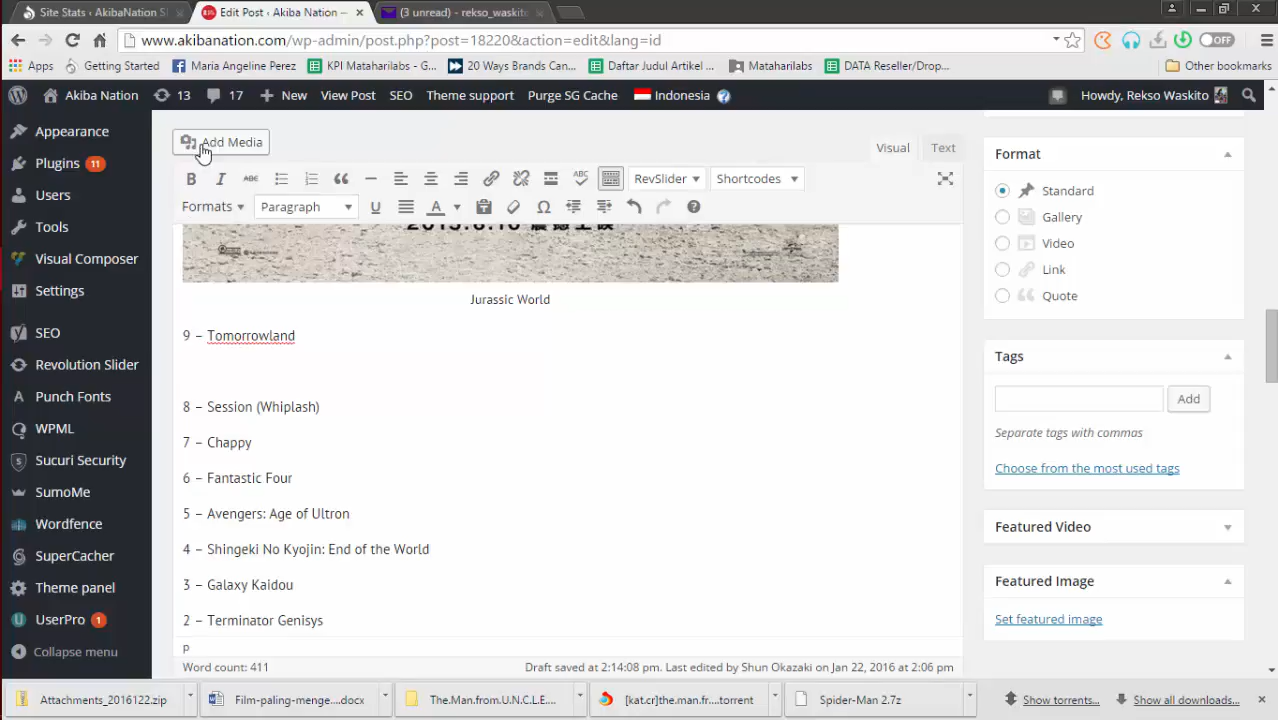 Site Stats ‹ AkibaNation S
Edit Post ‹ Akiba Nation —
(3 unread) - rekso_waskito
www.akibanation.com/wp-admin/post.php?post=18220&action=edit&lang=id
OFF
Apps
Getting Started
Maria Angeline Perez
KPI Mataharilabs - G...
20 Ways Brands Can...
Daftar Judul Artikel ...
Mataharilabs
DATA Reseller/Drop...
Other bookmarks
Akiba Nation
13
17
New
View Post
SEO
Theme support
Purge SG Cache
Indonesia
Howdy, Rekso Waskito
Appearance
Plugins 11
Users
Tools
Visual Composer
Settings
SEO
Revolution Slider
Punch Fonts
WPML
Sucuri Security
SumoMe
Wordfence
SuperCacher
Theme panel
UserPro 1
Collapse menu
Add Media
Visual
Text
B I ABC
ABC
RevSlider
Shortcodes
Formats
Paragraph
U
A
Jurassic World
9 – Tomorrowland
8 – Session (Whiplash)
7 – Chappy
6 – Fantastic Four
5 – Avengers: Age of Ultron
4 – Shingeki No Kyojin: End of the World
3 – Galaxy Kaidou
2 – Terminator Genisys
p
Word count: 411
Draft saved at 2:14:08 pm. Last edited by Shun Okazaki on Jan 22, 2016 at 2:06 pm
Format
Standard
Gallery
Video
Link
Quote
Tags
Add
Separate tags with commas
Choose from the most used tags
Featured Video
Featured Image
Set featured image
Attachments_2016122.zip
Film-paling-menge....docx
The.Man.from.U.N.C.L.E....
[kat.cr]the.man.fr....torrent
Spider-Man 2.7z
Show torrents...
Show all downloads...